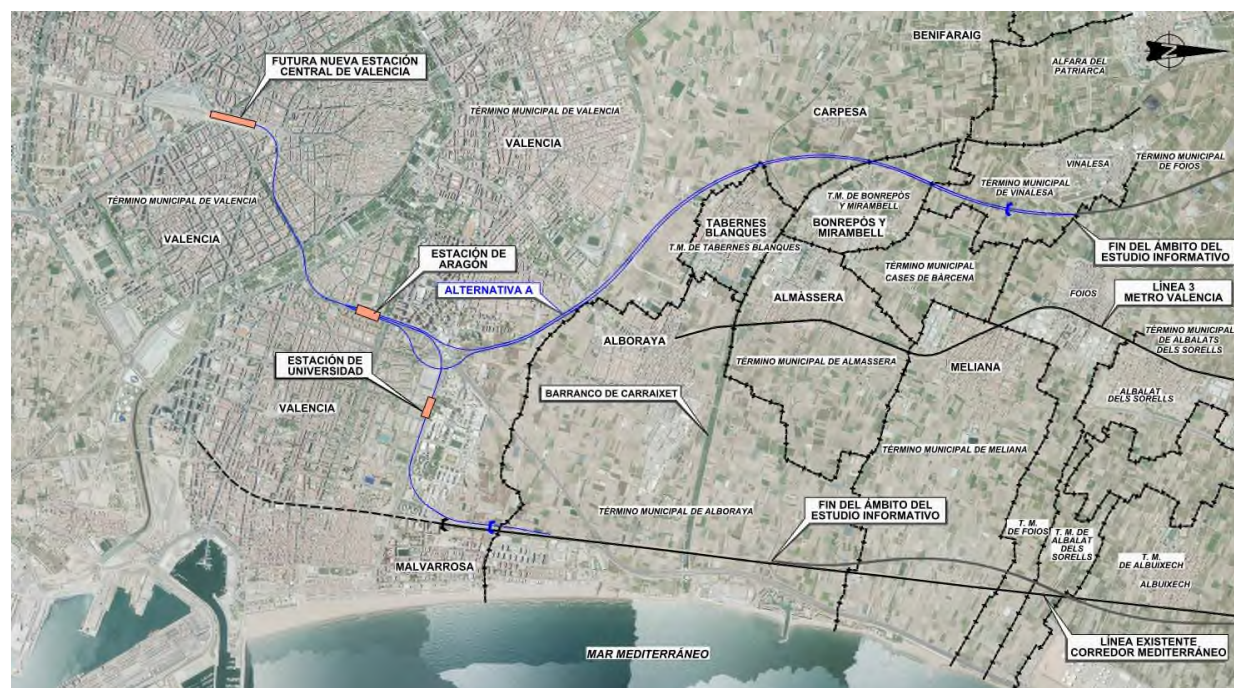 BENIFARAIG
ALFARA DEL
PATRIARCA
N
FUTURA NUEVA ESTACIÓN
CENTRAL DE VALENCIA
TÉRMINO MUNICIPAL DE VALENCIA
VALENCIA
CARPESA
VINALESA
TÉRMINO MUNICIPAL
DE FOIOS
TÉRMINO MUNICIPAL
DE VINALESA
TÉRMINO MUNICIPAL DE VALENCIA
VALENCIA
T.M. DE BONREPÒS
Y MIRAMBELL
BONREPÒS Y
MIRAMBELL
TABERNES
BLANQUES
T.M. DE TABERNES BLANQUES
FIN DEL ÁMBITO DEL
ESTUDIO INFORMATIVO
ESTACIÓN DE
ARAGÓN
ALTERNATIVA A
TÉRMINO MUNICIPAL
CASES DE BÀRCENA
ALMÀSSERA
FOIOS
LÍNEA 3
METRO VALENCIA
ALBORAYA
TÉRMINO MUNICIPAL
DE ALBALATS
DELS SORELLS
ESTACIÓN DE
UNIVERSIDAD
TÉRMINO MUNICIPAL DE ALMASSERA
MELIANA
BARRANCO DE CARRAIXET
ALBALAT
DELS SORELLS
VALENCIA
TÉRMINO MUNICIPAL DE MELIANA
TÉRMINO MUNICIPAL DE ALBORAYA
FIN DEL ÁMBITO DEL
ESTUDIO INFORMATIVO
T. M.
DE FOIOS
T. M. DE
ALBALAT
DELS
SORELLS
T. M.
DE ALBUIXECH
ALBUIXECH
MALVARROSA
LÍNEA EXISTENTE
CORREDOR MEDITERRÁNEO
MAR MEDITERRÁNEO